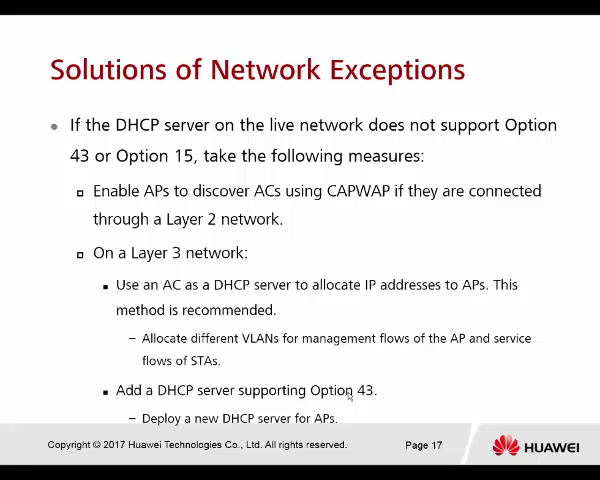 Solutions of Network Exceptions
If the DHCP server on the live network does not support Option
43 or Option 15, take the following measures:
Enable APs to discover ACs using CAPWAP if they are connected
through a Layer 2 network.
On a Layer 3 network:
Use an AC as a DHCP server to allocate IP addresses to APs. This
method is recommended.
– Allocate different VLANs for management flows of the AP and service
flows of STAs.
Add a DHCP server supporting Option 43.
– Deploy a new DHCP server for APs.
Copyright © 2017 Huawei Technologies Co., Ltd. All rights reserved. Page 17 HUAWEI